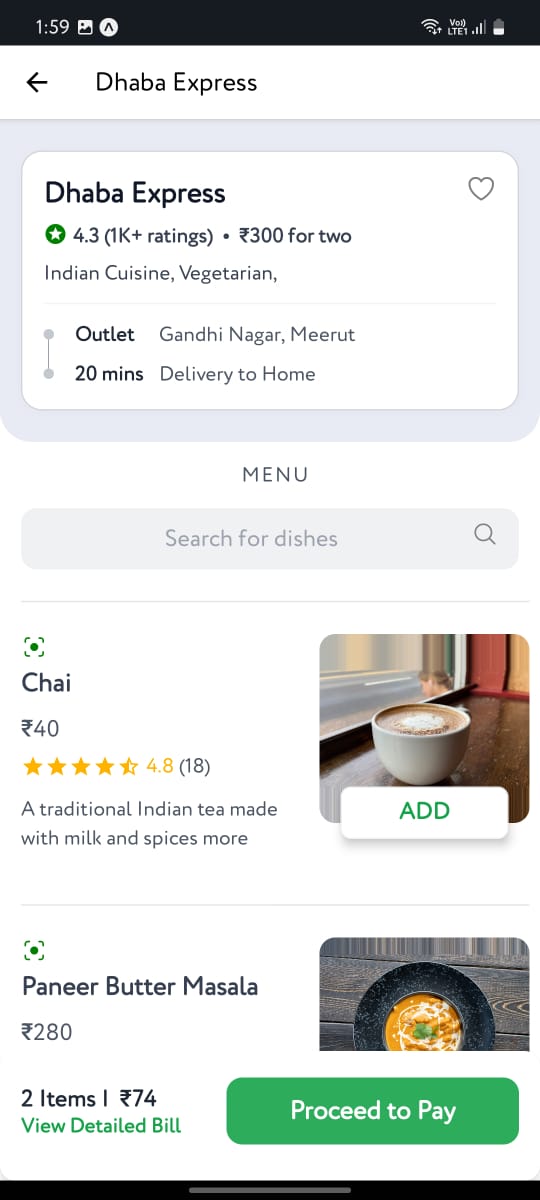 1:59
Vo))
LTE1
Dhaba Express
Dhaba Express
4.3 (1K+ ratings) • ₹300 for two
Indian Cuisine, Vegetarian,
Outlet Gandhi Nagar, Meerut
20 mins Delivery to Home
MENU
Search for dishes
Chai
₹40
4.8 (18)
A traditional Indian tea made
with milk and spices more
ADD
Paneer Butter Masala
₹280
2 Items | ₹74
View Detailed Bill
Proceed to Pay